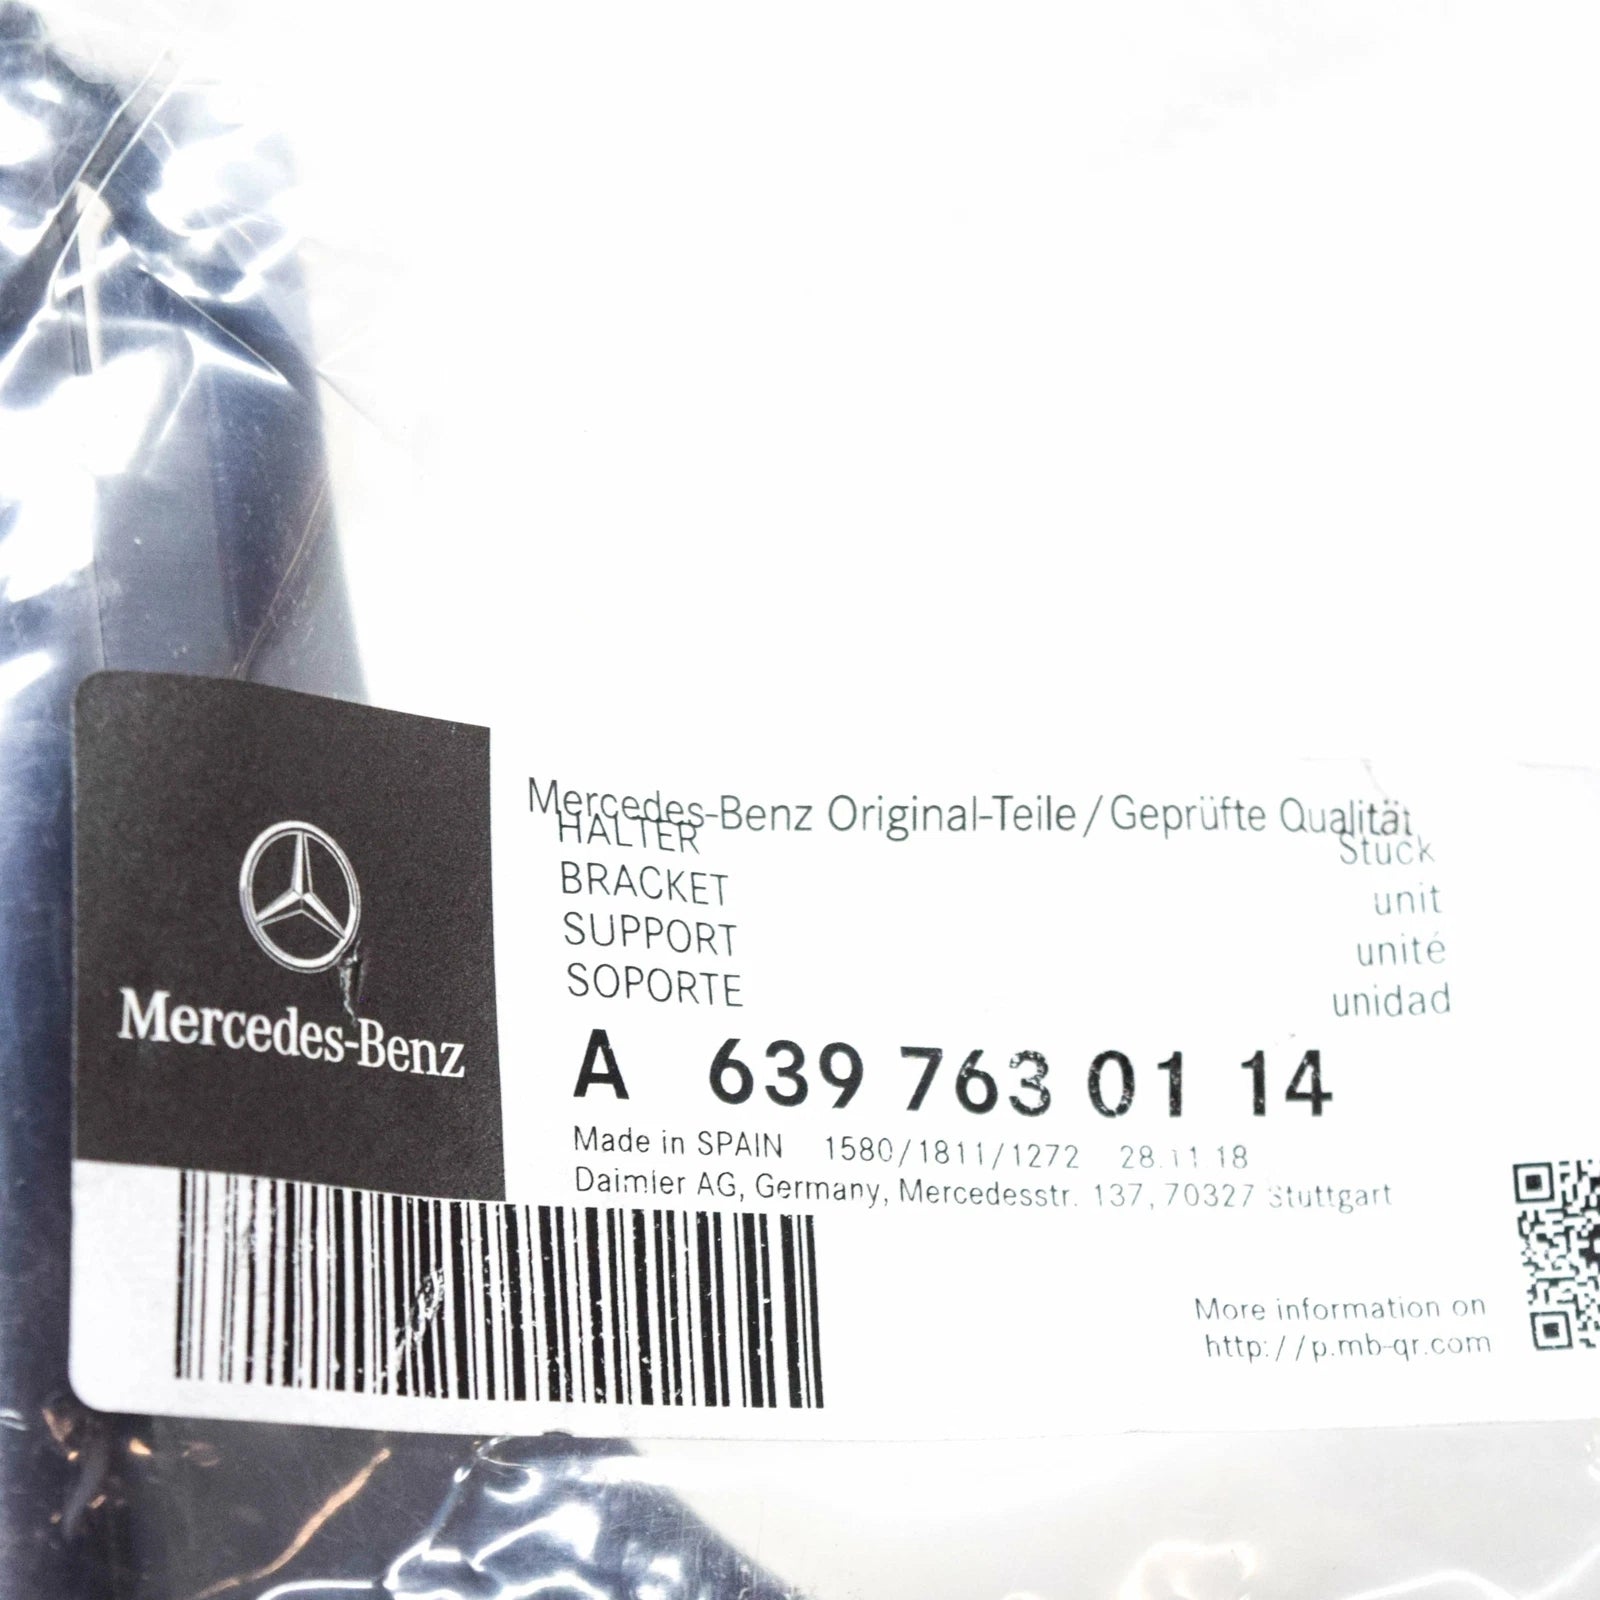 Mercedes-Benz
Mercedes-Benz Original-Teile/Geprüfte Qualität
HALTER Stück
BRACKET unit
SUPPORT unité
SOPORTE unidad
A 639 763 01 14
Made in SPAIN 1580/1811/1272 28.11.18
Daimler AG, Germany, Mercedesstr. 137, 70327 Stuttgart
More information on
http://p.mb-qr.com